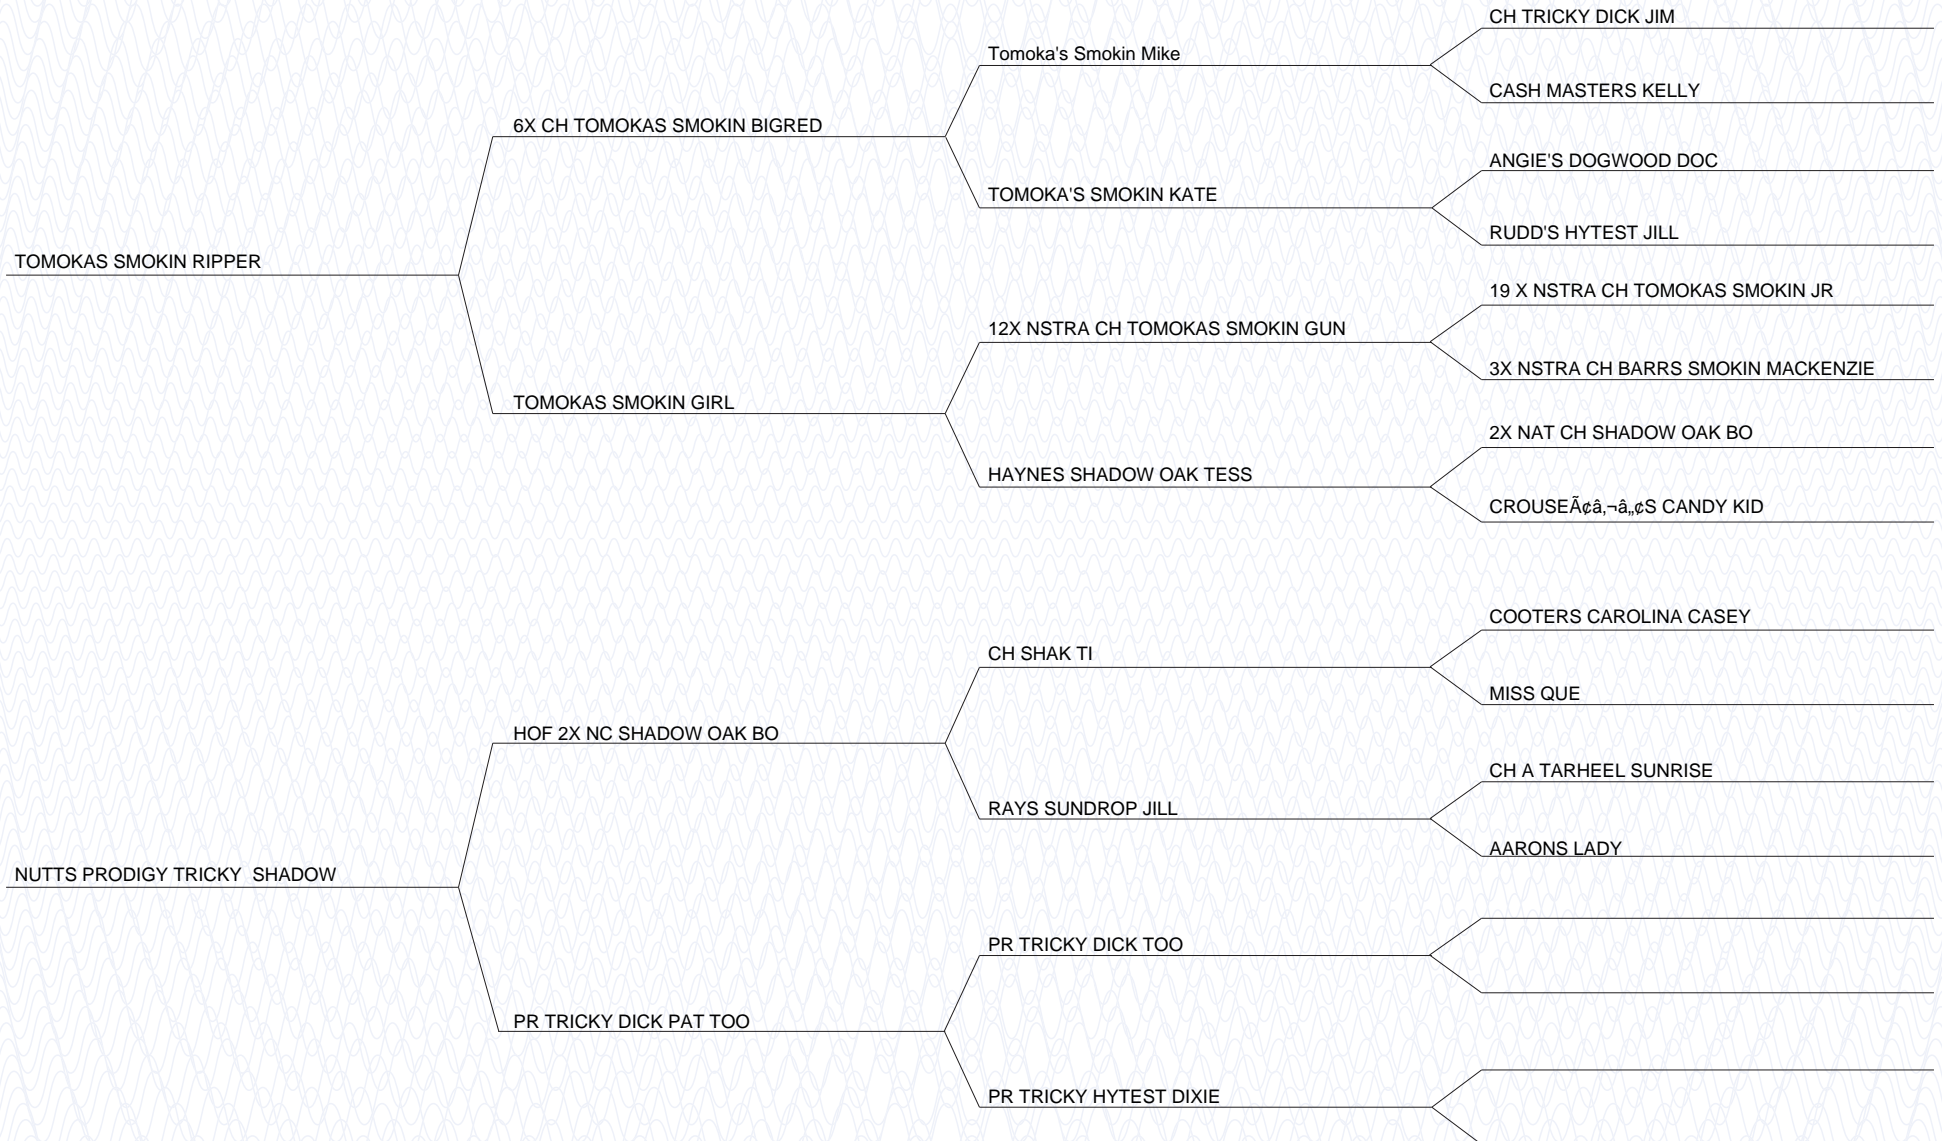 CH TRICKY DICK JIM
Tomoka's Smokin Mike
CASH MASTERS KELLY
6X CH TOMOKAS SMOKIN BIGRED
ANGIE'S DOGWOOD DOC
TOMOKA'S SMOKIN KATE
RUDD'S HYTEST JILL
TOMOKAS SMOKIN RIPPER
19 X NSTRA CH TOMOKAS SMOKIN JR
12X NSTRA CH TOMOKAS SMOKIN GUN
3X NSTRA CH BARRS SMOKIN MACKENZIE
TOMOKAS SMOKIN GIRL
2X NAT CH SHADOW OAK BO
HAYNES SHADOW OAK TESS
CROUSEÃ¢â‚¬â„¢S CANDY KID
COOTERS CAROLINA CASEY
CH SHAK TI
MISS QUE
HOF 2X NC SHADOW OAK BO
CH A TARHEEL SUNRISE
RAYS SUNDROP JILL
AARONS LADY
NUTTS PRODIGY TRICKY  SHADOW
PR TRICKY DICK TOO
PR TRICKY DICK PAT TOO
PR TRICKY HYTEST DIXIE